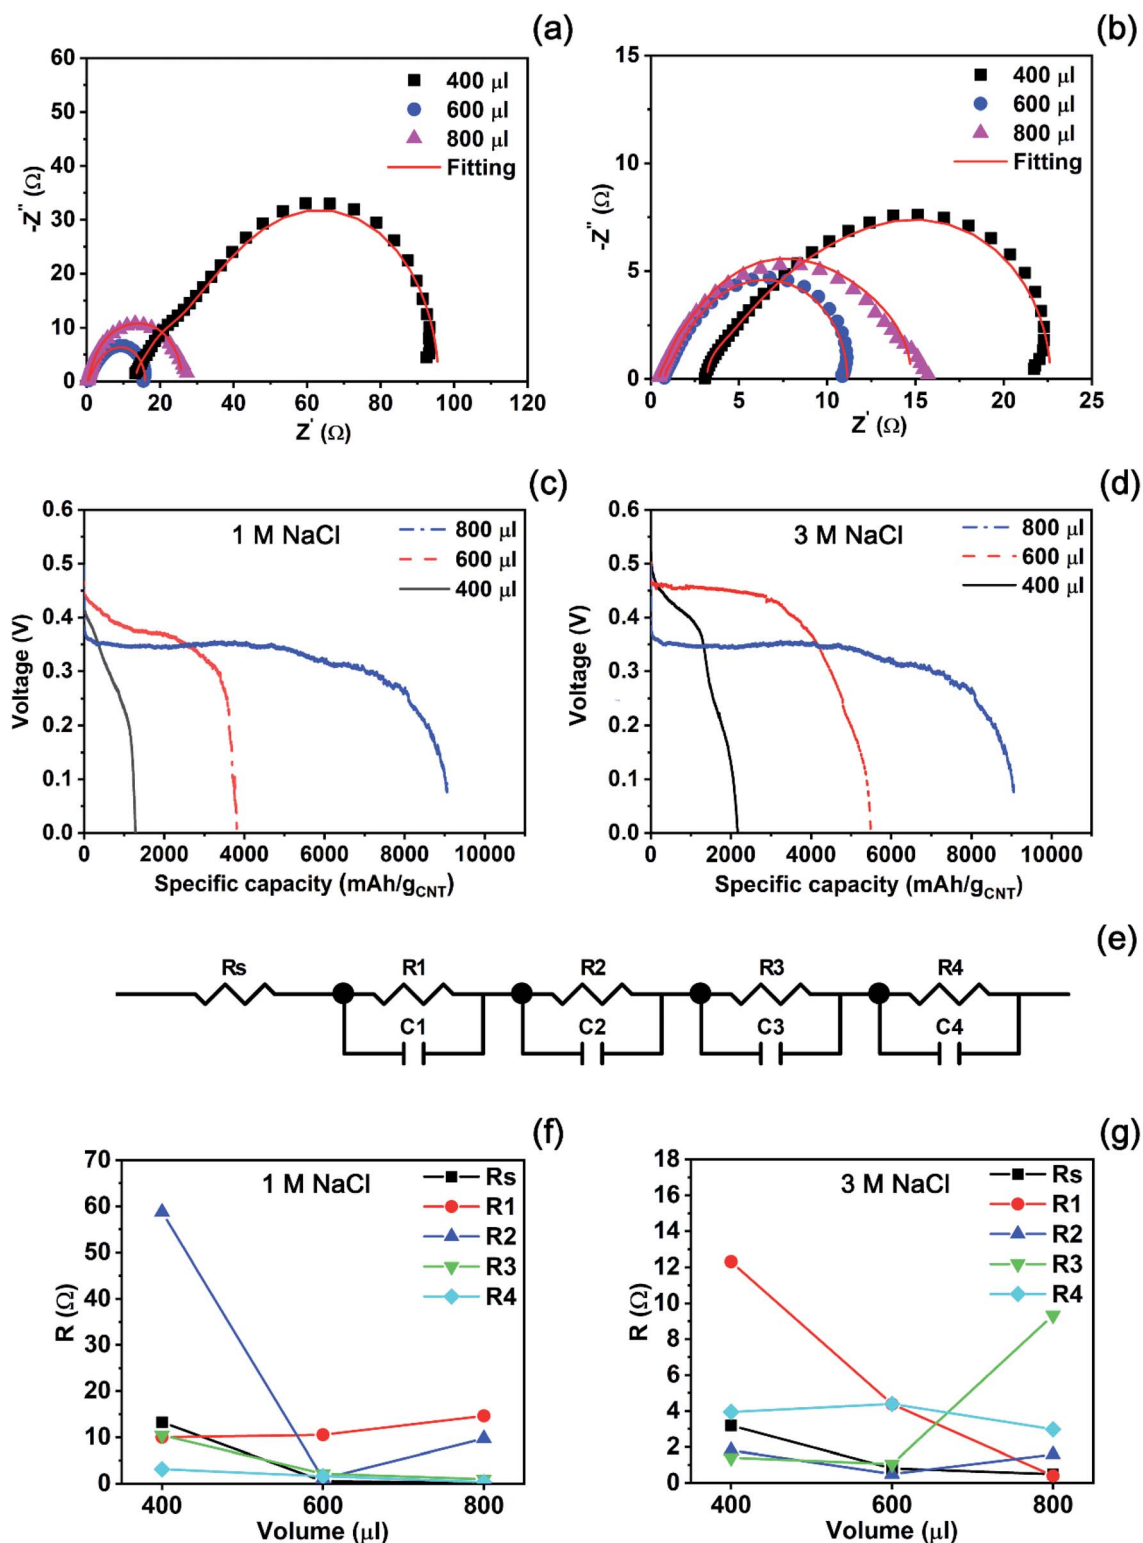 (a)
60
50
40
30
20
10
0
-Z'' (Ω)
400 μl
600 μl
800 μl
Fitting
0 20 40 60 80 100 120
Z' (Ω)
(b)
15
10
5
0
-Z'' (Ω)
400 μl
600 μl
800 μl
Fitting
0 5 10 15 20 25
Z' (Ω)
(c)
0.6
0.5
0.4
0.3
0.2
0.1
0.0
Voltage (V)
1 M NaCl
800 μl
600 μl
400 μl
0 2000 4000 6000 8000 10000
Specific capacity (mAh/gCNT)
(d)
0.6
0.5
0.4
0.3
0.2
0.1
0.0
Voltage (V)
3 M NaCl
800 μl
600 μl
400 μl
0 2000 4000 6000 8000 10000
Specific capacity (mAh/gCNT)
(e)
Rs R1 R2 R3 R4
C1 C2 C3 C4
(f)
70
60
50
40
30
20
10
0
R (Ω)
1 M NaCl
Rs
R1
R2
R3
R4
400 600 800
Volume (μl)
(g)
18
16
14
12
10
8
6
4
2
0
R (Ω)
3 M NaCl
Rs
R1
R2
R3
R4
400 600 800
Volume (μl)